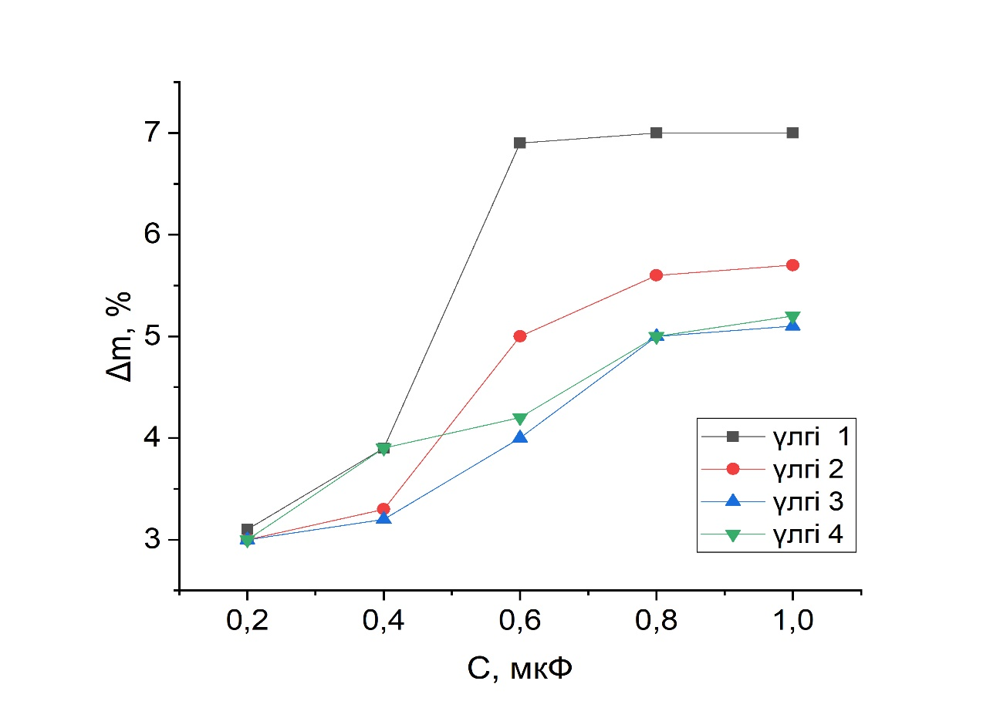 7
6
5
4
3
Δm, %
үлгі 1
үлгі 2
үлгі 3
үлгі 4
0,2 0,4 0,6 0,8 1,0
С, мкФ